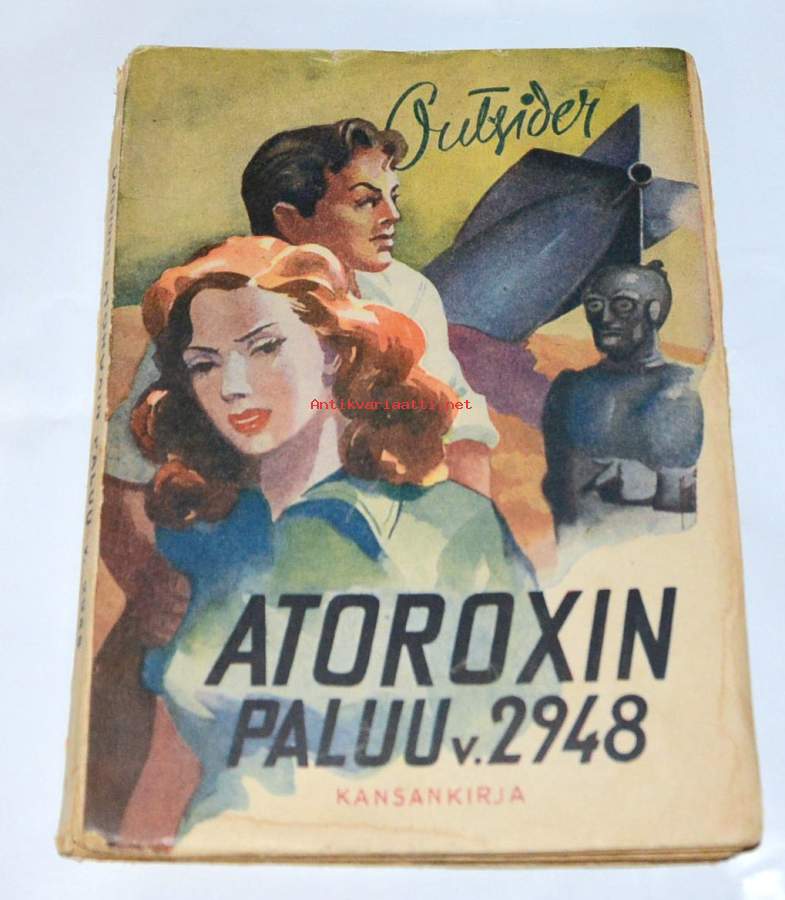 Outsider
Antikvariaatti.net
ATOROXIN
PALUU v. 2948
KANSANKIRJA